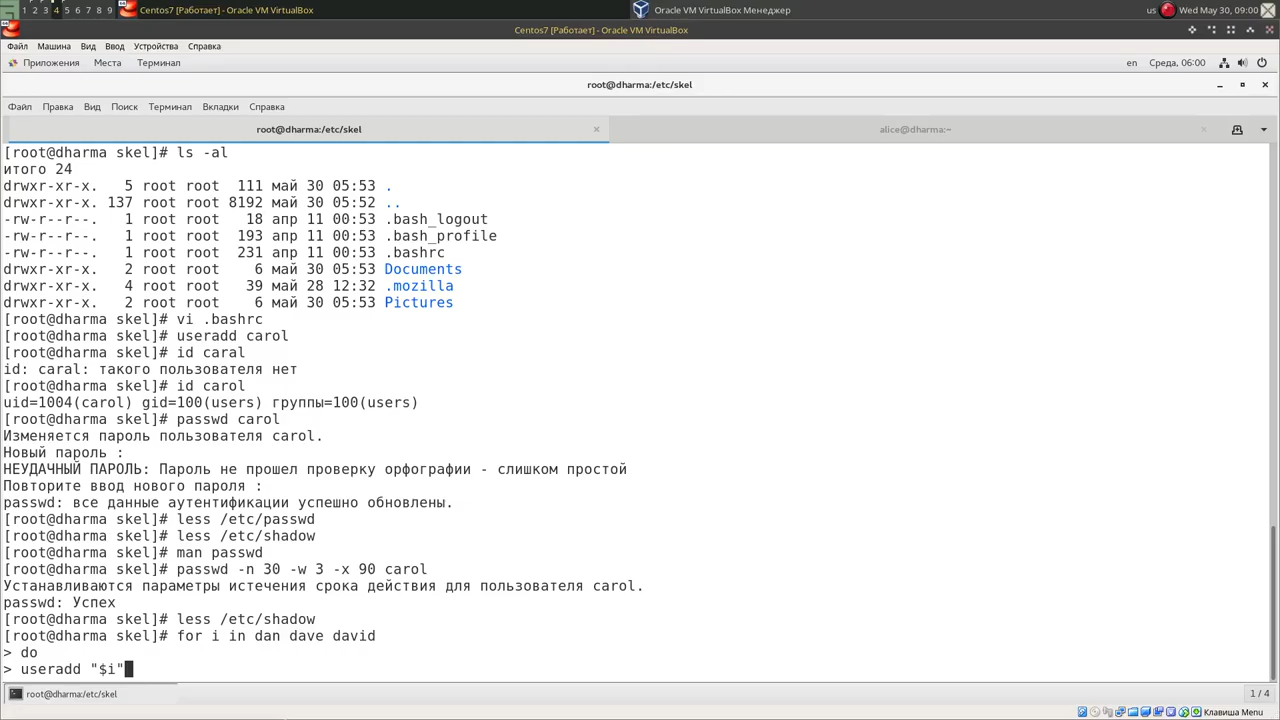 1 2 3 4 5 6 7 8 9 Centos7 [Работает] - Oracle VM VirtualBox Oracle VM VirtualBox Менеджер us Wed May 30, 09:00
Centos7 [Работает] - Oracle VM VirtualBox
Файл Машина Вид Ввод Устройства Справка
Приложения Места Терминал en Среда, 06:00
root@dharma:/etc/skel
Файл Правка Вид Поиск Терминал Вкладки Справка
root@dharma:/etc/skel alice@dharma:~
[root@dharma skel]# ls -al
итого 24
drwxr-xr-x. 5 root root 111 май 30 05:53 .
drwxr-xr-x. 137 root root 8192 май 30 05:52 ..
-rw-r--r--. 1 root root 18 апр 11 00:53 .bash_logout
-rw-r--r--. 1 root root 193 апр 11 00:53 .bash_profile
-rw-r--r--. 1 root root 231 апр 11 00:53 .bashrc
drwxr-xr-x. 2 root root 6 май 30 05:53 Documents
drwxr-xr-x. 4 root root 39 май 28 12:32 .mozilla
drwxr-xr-x. 2 root root 6 май 30 05:53 Pictures
[root@dharma skel]# vi .bashrc
[root@dharma skel]# useradd carol
[root@dharma skel]# id caral
id: caral: такого пользователя нет
[root@dharma skel]# id carol
uid=1004(carol) gid=100(users) группы=100(users)
[root@dharma skel]# passwd carol
Изменяется пароль пользователя carol.
Новый пароль :
НЕУДАЧНЫЙ ПАРОЛЬ: Пароль не прошел проверку орфографии - слишком простой
Повторите ввод нового пароля :
passwd: все данные аутентификации успешно обновлены.
[root@dharma skel]# less /etc/passwd
[root@dharma skel]# less /etc/shadow
[root@dharma skel]# man passwd
[root@dharma skel]# passwd -n 30 -w 3 -x 90 carol
Устанавливаются параметры истечения срока действия для пользователя carol.
passwd: Успех
[root@dharma skel]# less /etc/shadow
[root@dharma skel]# for i in dan dave david
> do
> useradd "$i"
root@dharma:/etc/skel 1 / 4
Клавиша Menu